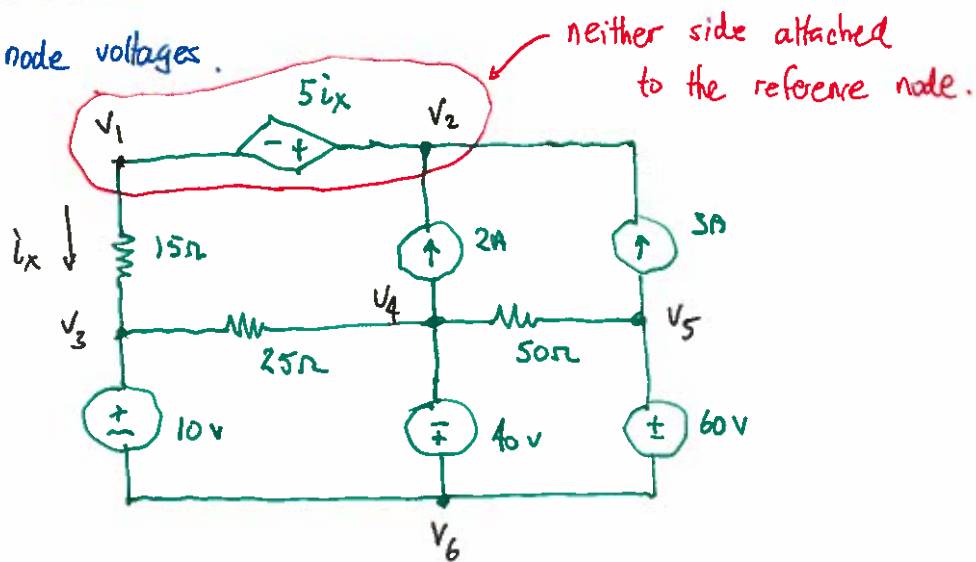 node voltages.
neither side attached
to the reference node.
5ix
V1
V2
- +
ix
15Ω
2A
3A
V3
V4
V5
25Ω
50Ω
+
-
10V
-
+
40V
+
-
60V
V6